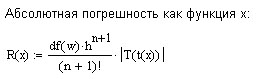 Абсолютная погрешность как функция x:
R(x) := df(w)·h^(n+1) / (n + 1)! · |T(t(x))|